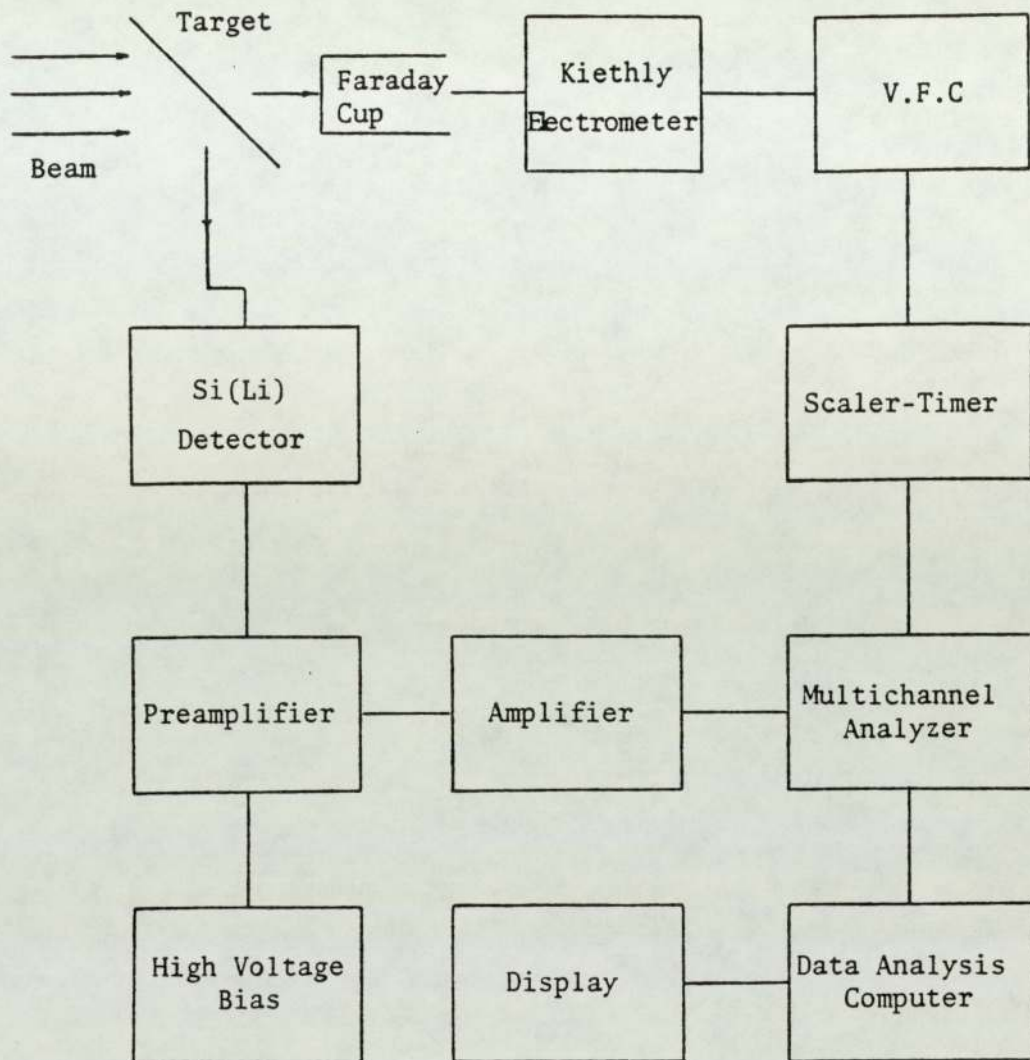 Target
Beam
Faraday
Cup
Kiethly
Electrometer
V.F.C
Si(Li)
Detector
Scaler-Timer
Preamplifier
Amplifier
Multichannel
Analyzer
High Voltage
Bias
Display
Data Analysis
Computer